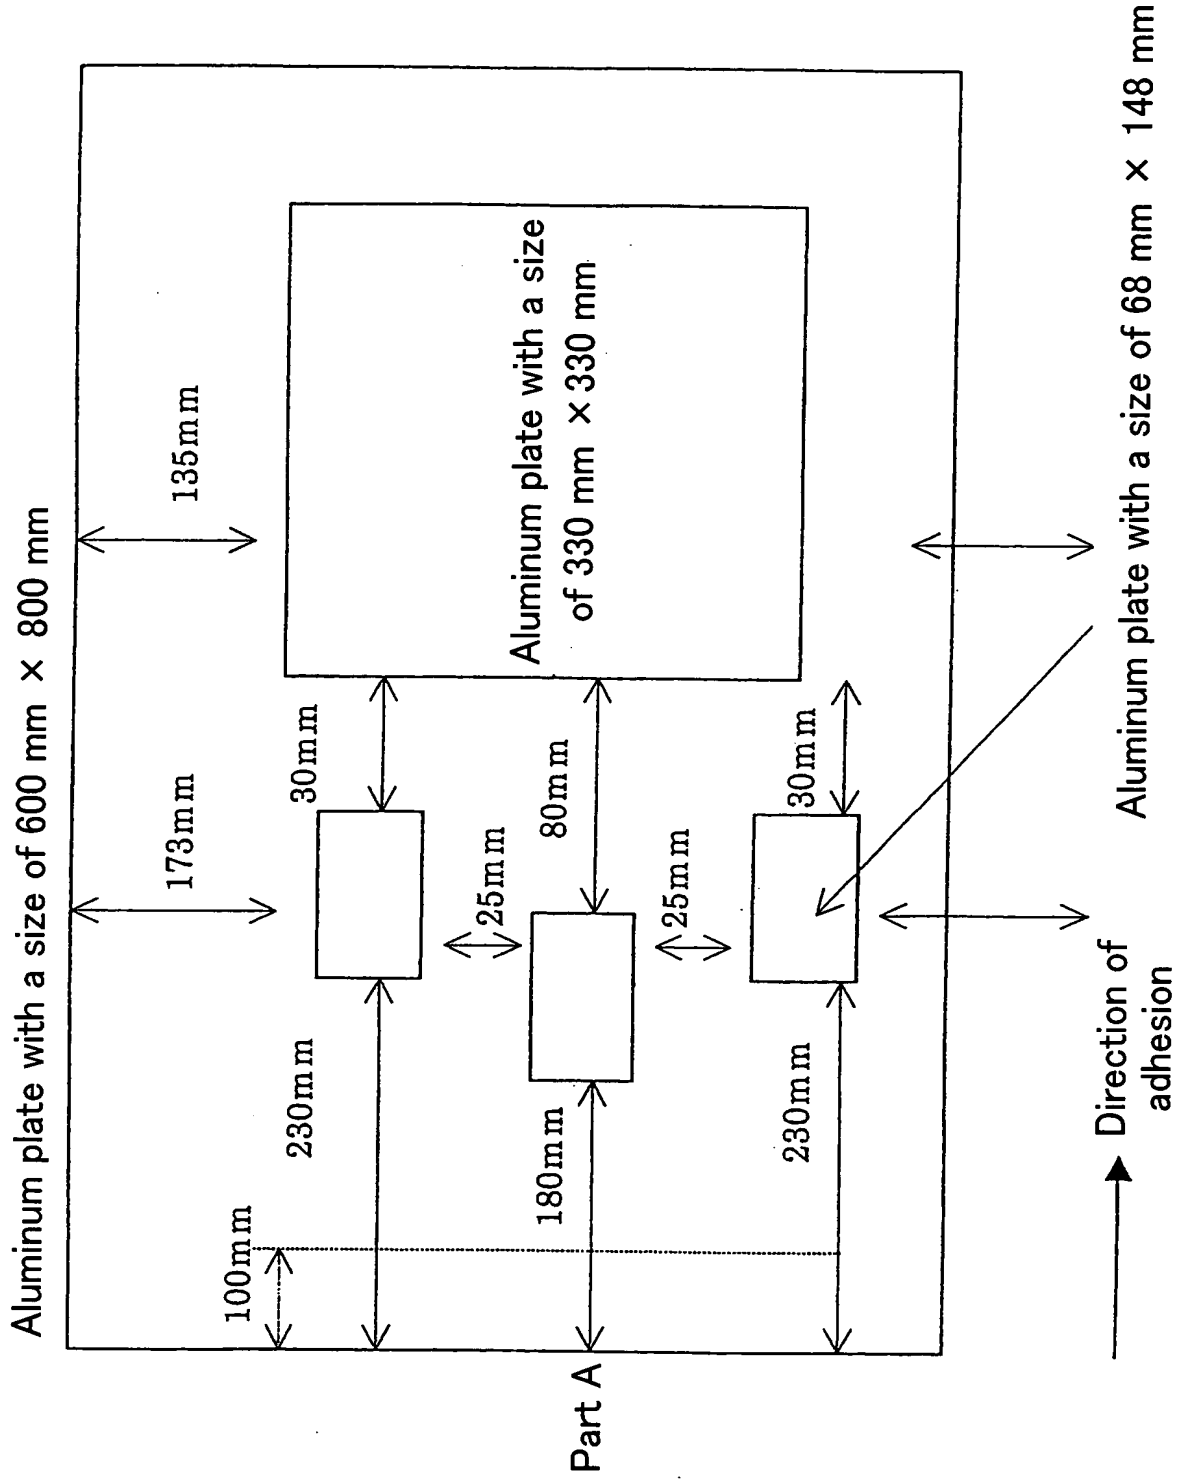 Aluminum plate with a size of 600 mm × 800 mm
100mm
230mm
173mm
30mm
135mm
Part A
180mm
25mm
80mm
Aluminum plate with a size
of 330 mm ×330 mm
25mm
230mm
30mm
Direction of
adhesion
Aluminum plate with a size of 68 mm × 148 mm